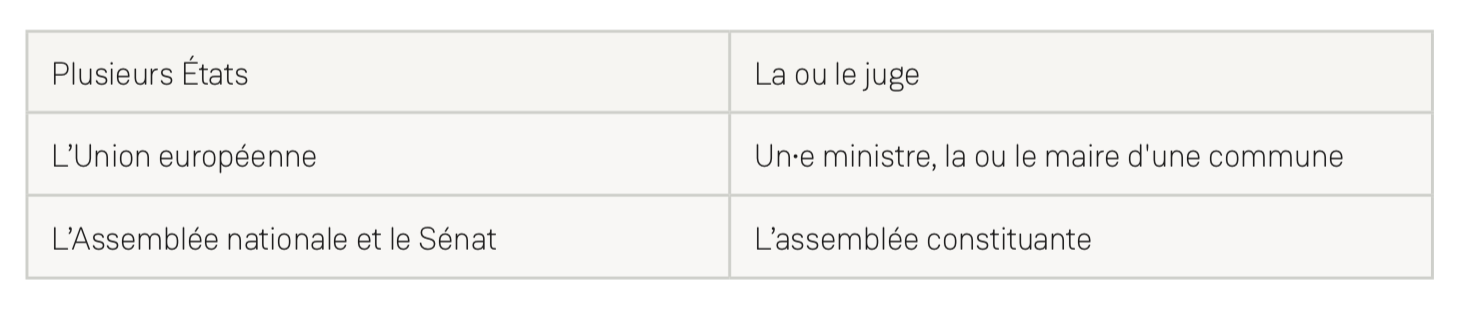 Plusieurs États
La ou le juge
L’Union européenne
Un·e ministre, la ou le maire d'une commune
L’Assemblée nationale et le Sénat
L’assemblée constituante